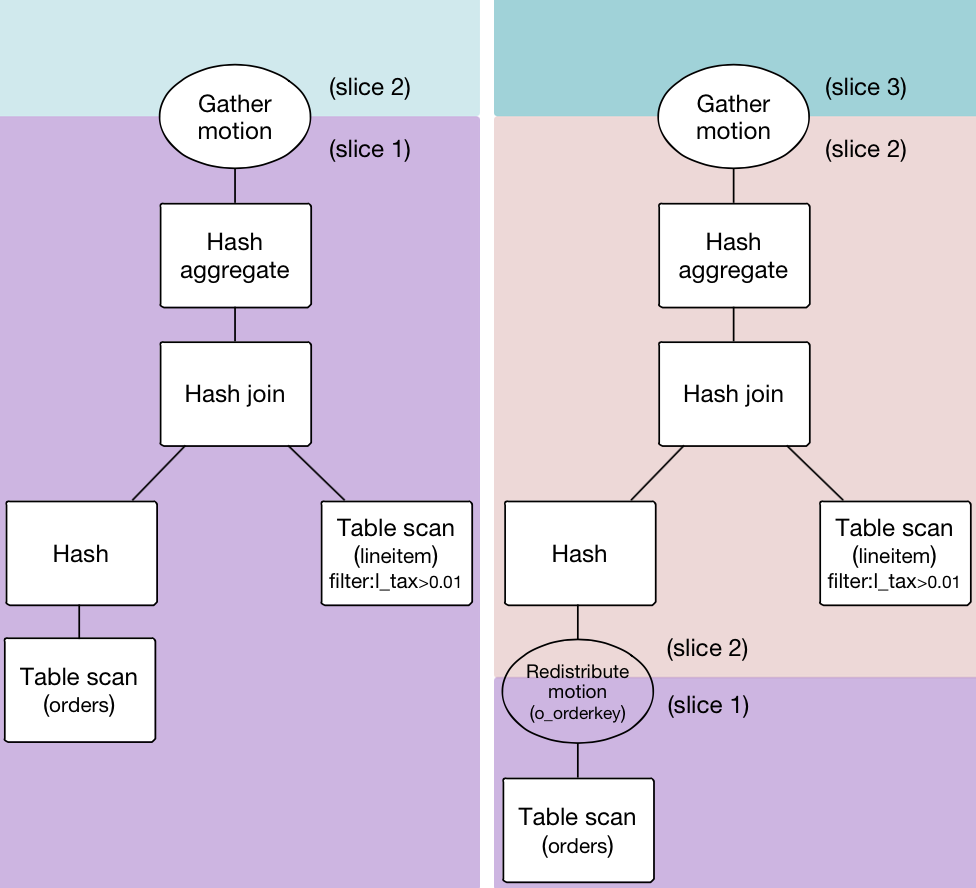 Gather
motion
(slice 2)
(slice 1)
Hash
aggregate
Hash join
Hash
Table scan
(lineitem)
filter:l_tax>0.01
Table scan
(orders)
Gather
motion
(slice 3)
(slice 2)
Hash
aggregate
Hash join
Hash
Table scan
(lineitem)
filter:l_tax>0.01
Redistribute
motion
(o_orderkey)
(slice 2)
(slice 1)
Table scan
(orders)